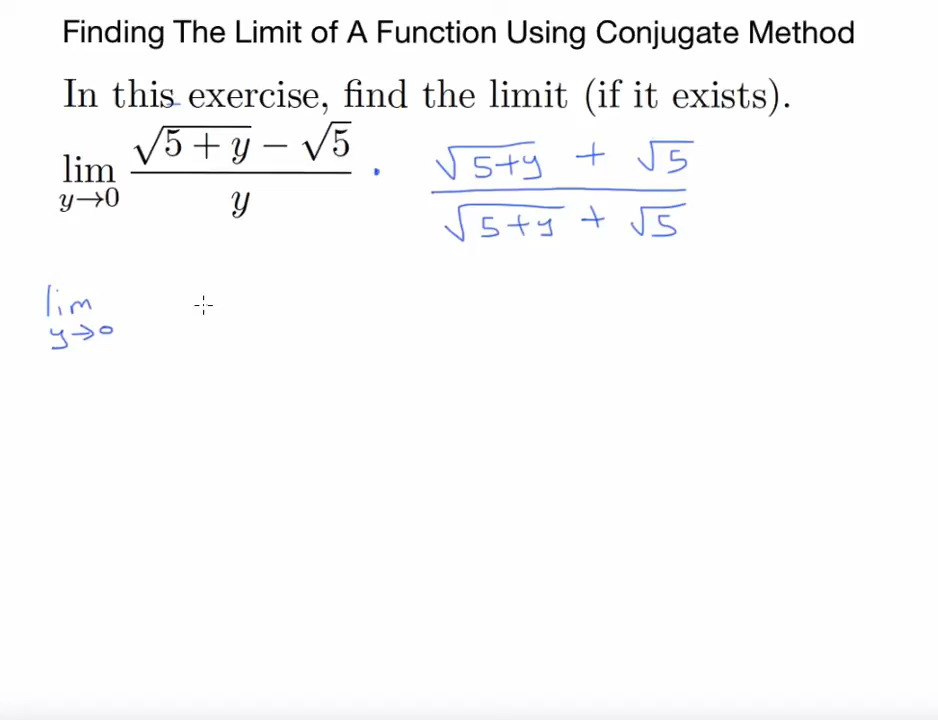 Finding The Limit of A Function Using Conjugate Method
In this exercise, find the limit (if it exists).
lim y→0 (√(5 + y) − √5)/y · (√(5+y) + √5)/(√(5+y) + √5)
lim y→0